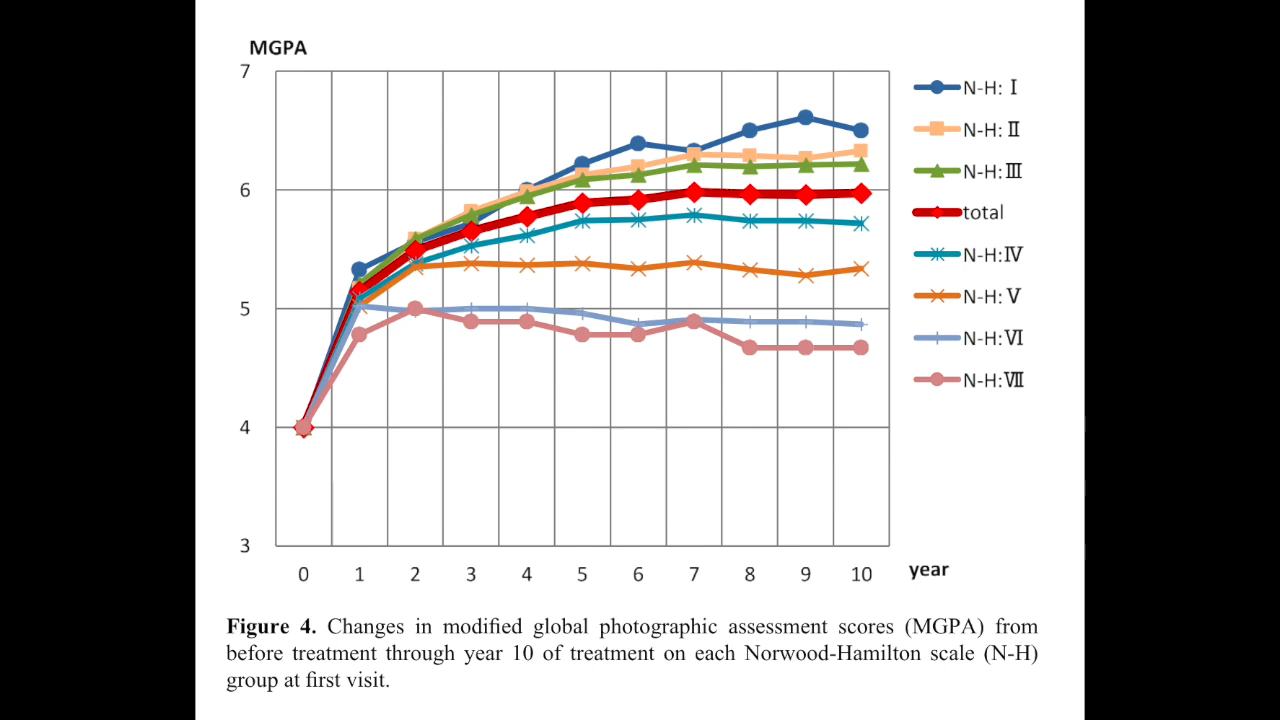 MGPA
7
6
5
4
3
0 1 2 3 4 5 6 7 8 9 10 year
N-H: Ⅰ
N-H: Ⅱ
N-H: Ⅲ
total
N-H: Ⅳ
N-H: Ⅴ
N-H: Ⅵ
N-H: Ⅶ
Figure 4. Changes in modified global photographic assessment scores (MGPA) from
before treatment through year 10 of treatment on each Norwood-Hamilton scale (N-H)
group at first visit.